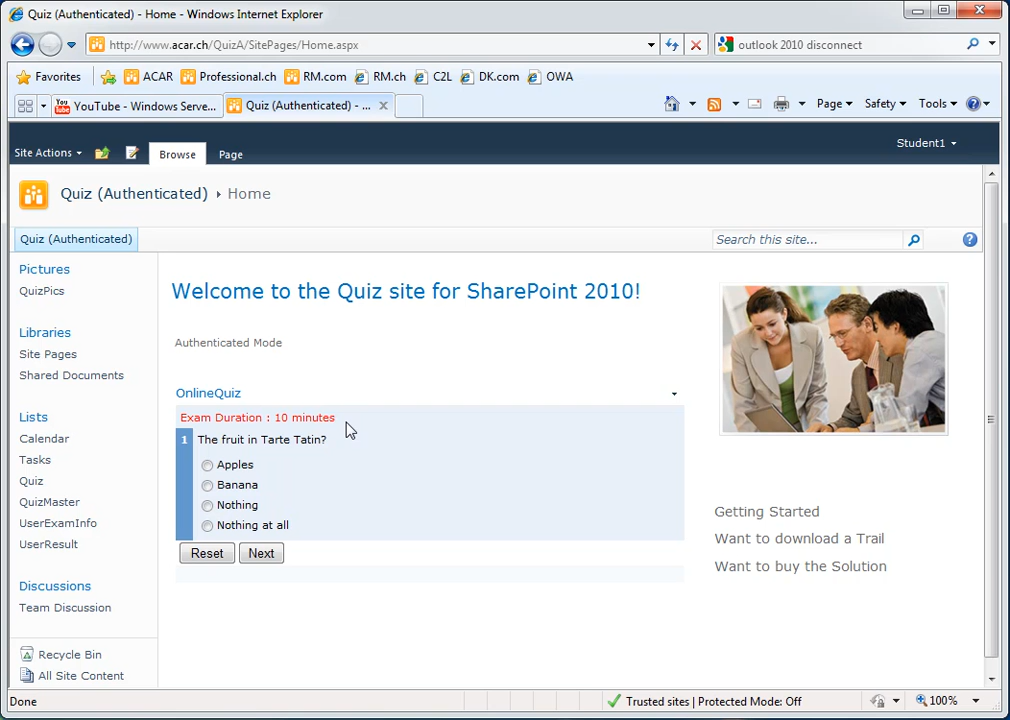 Quiz (Authenticated) - Home - Windows Internet Explorer
http://www.acar.ch/QuizA/SitePages/Home.aspx
outlook 2010 disconnect
Favorites
ACAR
Professional.ch
RM.com
RM.ch
C2L
DK.com
OWA
You Tube
YouTube - Windows Serve...
Quiz (Authenticated) - ...
Page
Safety
Tools
Site Actions
Browse
Page
Student1
Quiz (Authenticated)
Home
Quiz (Authenticated)
Search this site...
Pictures
QuizPics
Libraries
Site Pages
Shared Documents
Lists
Calendar
Tasks
Quiz
QuizMaster
UserExamInfo
UserResult
Discussions
Team Discussion
Recycle Bin
All Site Content
Welcome to the Quiz site for SharePoint 2010!
Authenticated Mode
OnlineQuiz
Exam Duration : 10 minutes
1 The fruit in Tarte Tatin?
Apples
Banana
Nothing
Nothing at all
Reset
Next
Getting Started
Want to download a Trail
Want to buy the Solution
Done
Trusted sites | Protected Mode: Off
100%